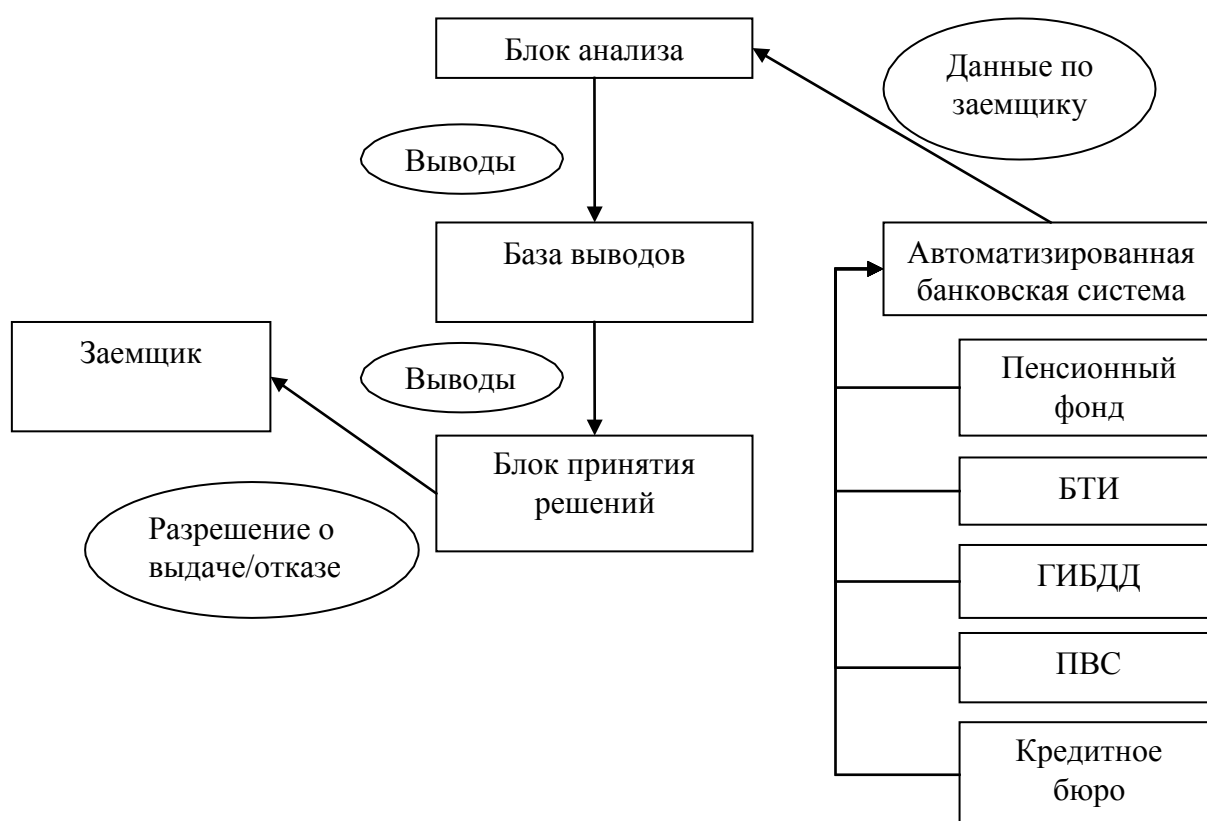 Блок анализа
Данные по
заемщику
Выводы
База выводов
Автоматизированная
банковская система
Заемщик
Выводы
Пенсионный
фонд
Блок принятия
решений
БТИ
Разрешение о
выдаче/отказе
ГИБДД
ПВС
Кредитное
бюро